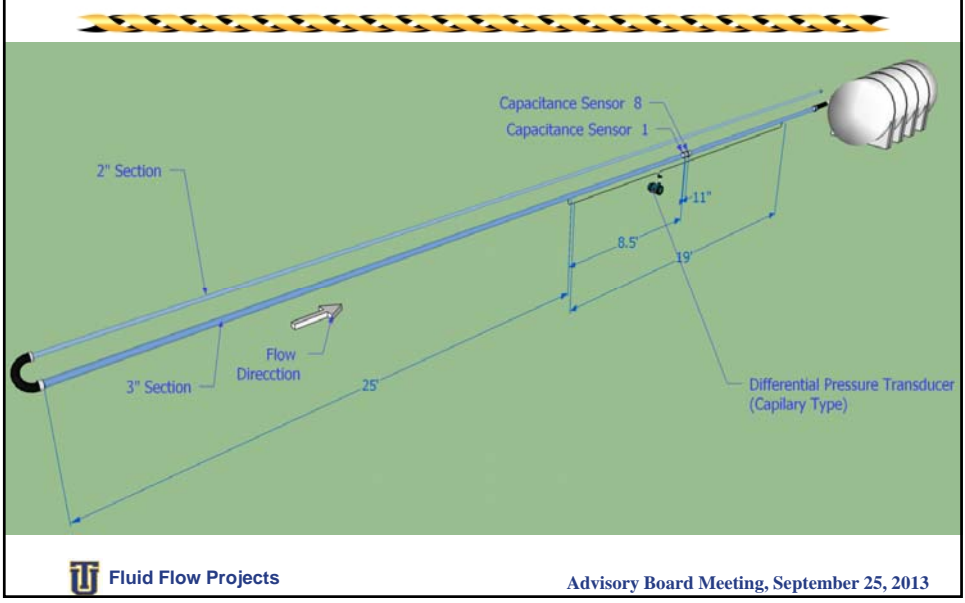 Capacitance Sensor 8
Capacitance Sensor 1
2" Section
11"
8.5'
19'
Flow
Direcction
3" Section
25'
Differential Pressure Transducer
(Capilary Type)
TU Fluid Flow Projects
Advisory Board Meeting, September 25, 2013